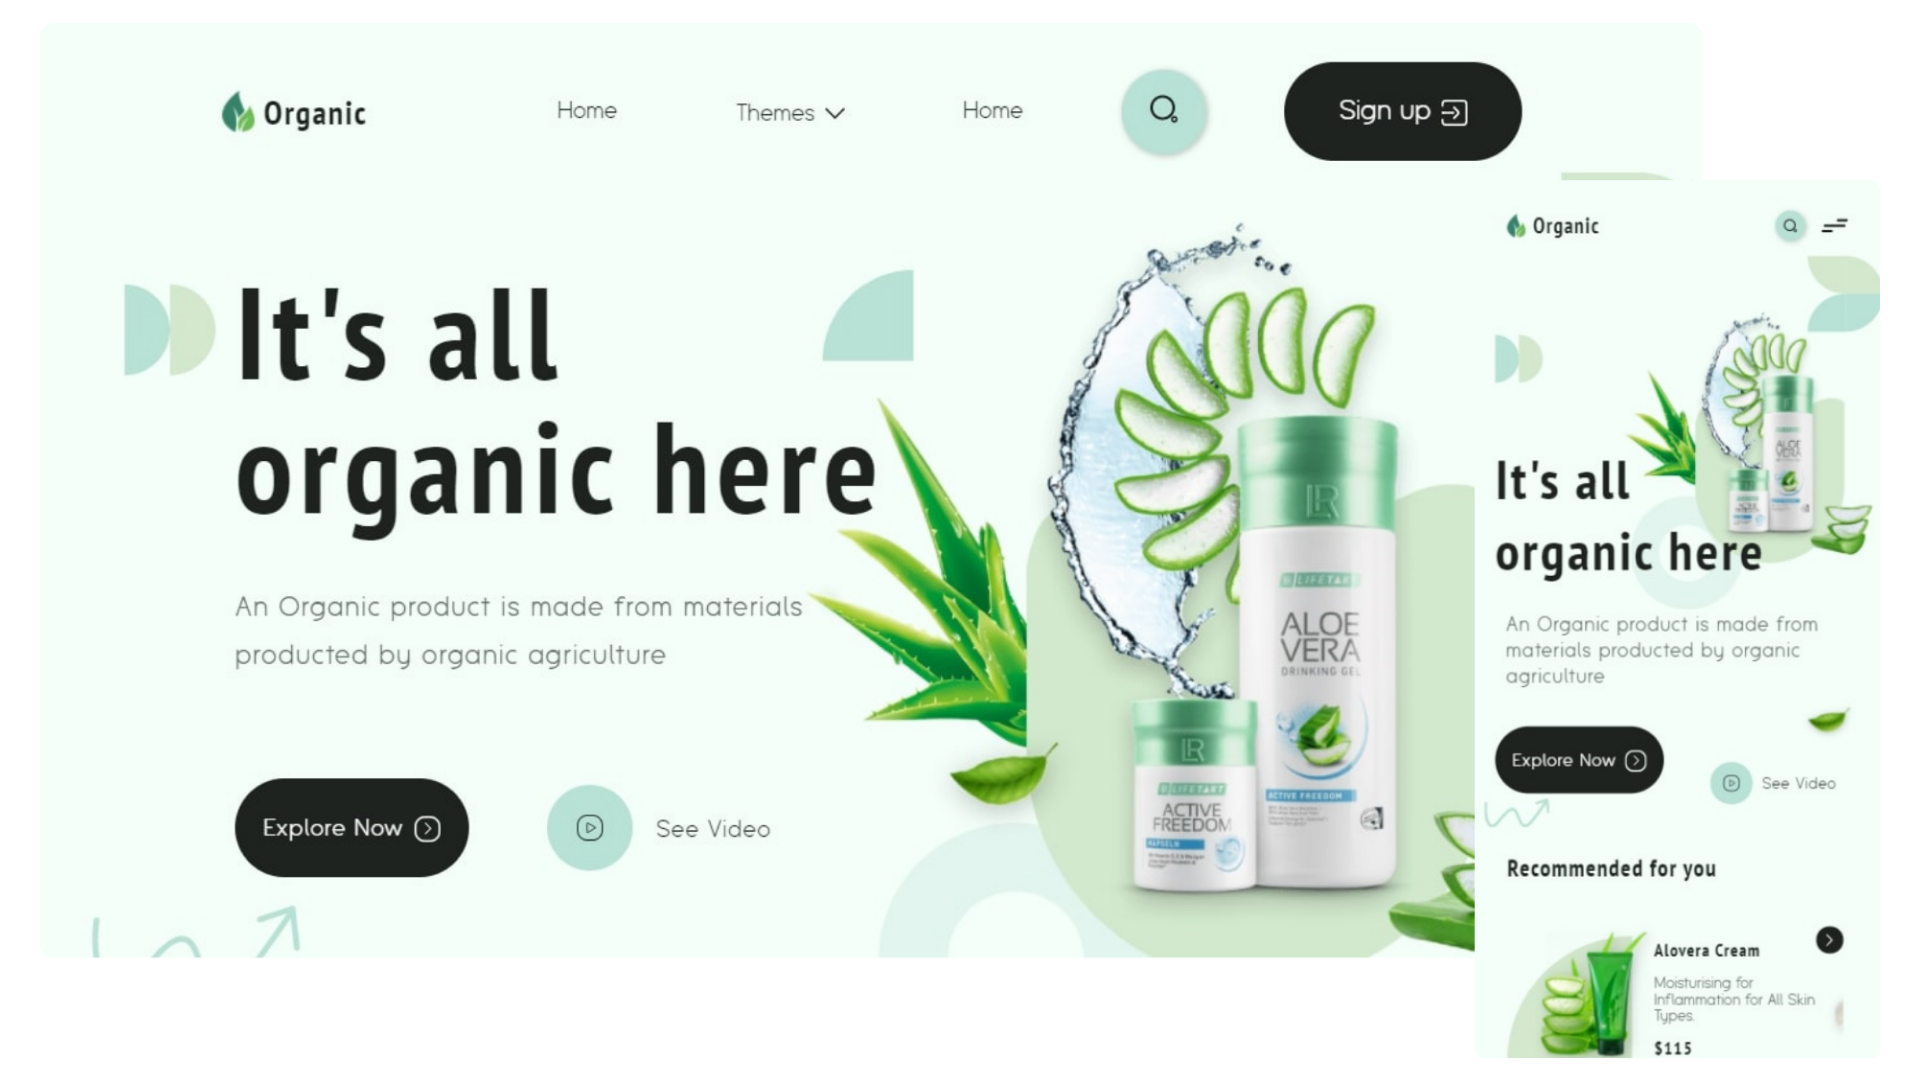 Organic
Home
Themes
Home
Sign up
It's all
organic here
An Organic product is made from materials
producted by organic agriculture
Explore Now
See Video
LR
LIFETAKT
ALOE
VERA
DRINKING GEL
ACTIVE FREEDOM
LR
LIFETAKT
ACTIVE
FREEDOM
KAPSELN
Organic
ALOE
VERA
It's all
organic here
An Organic product is made from
materials producted by organic
agriculture
Explore Now
See Video
Recommended for you
Alovera Cream
Moisturising for
Inflammation for All Skin
Types.
$115